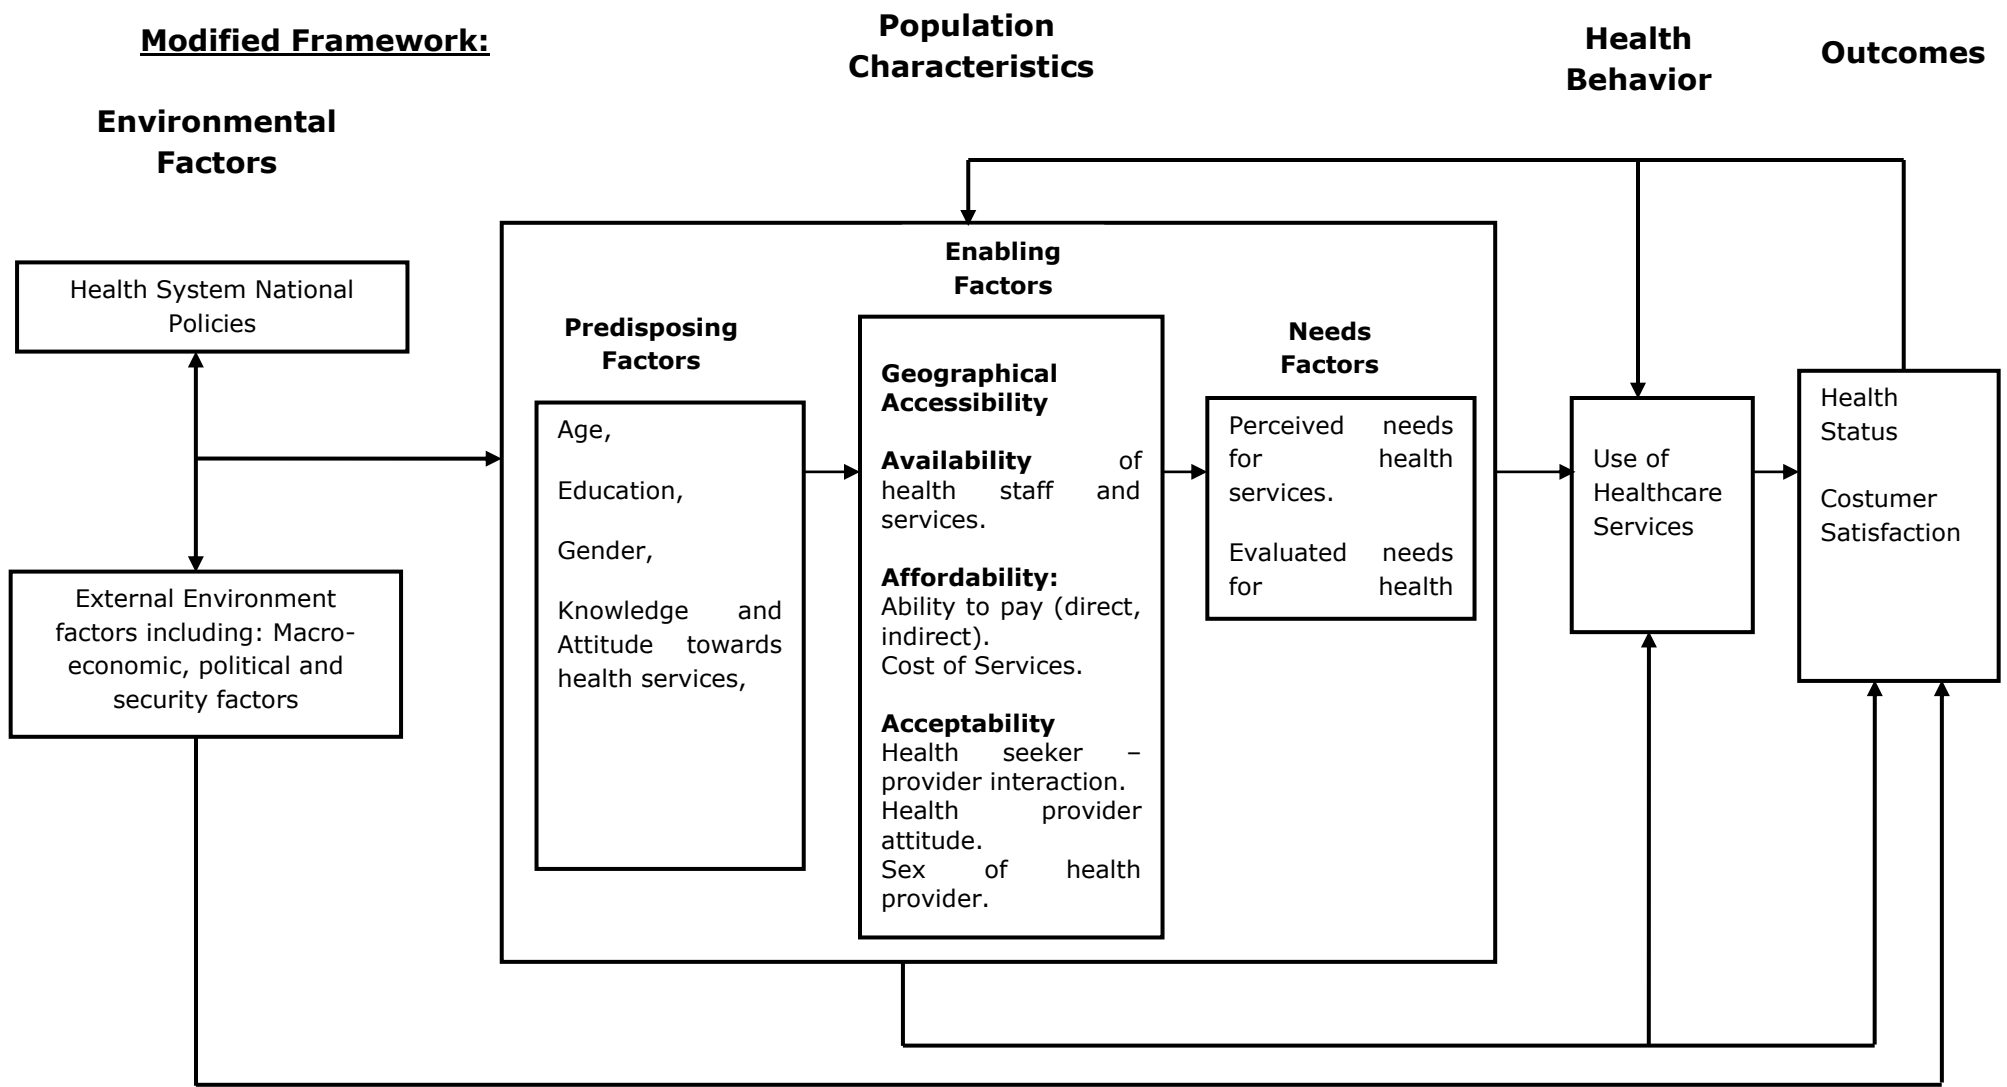 Modified Framework:
Population
Characteristics
Health
Behavior
Outcomes
Environmental
Factors
Health System National
Policies
External Environment
factors including: Macro-
economic, political and
security factors
Predisposing
Factors
Age,
Education,
Gender,
Knowledge and
Attitude towards
health services,
Enabling
Factors
Geographical
Accessibility
Availability of
health staff and
services.
Affordability:
Ability to pay (direct,
indirect).
Cost of Services.
Acceptability
Health seeker –
provider interaction.
Health provider
attitude.
Sex of health
provider.
Needs
Factors
Perceived needs
for health
services.
Evaluated needs
for health
Use of
Healthcare
Services
Health
Status
Costumer
Satisfaction